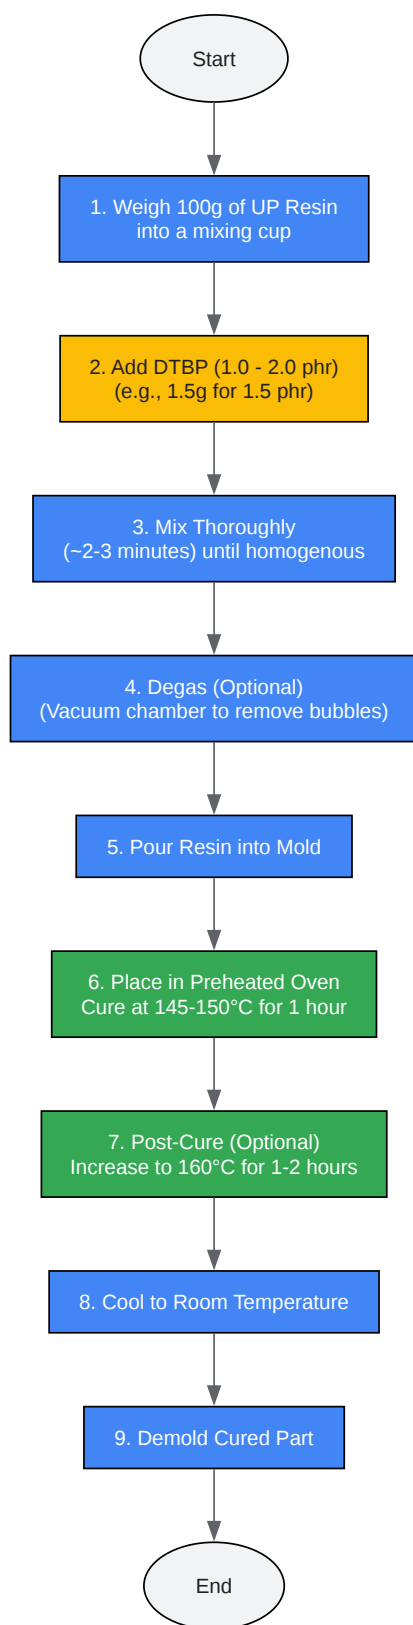 Start
1. Weigh 100g of UP Resin
into a mixing cup
2. Add DTBP (1.0 - 2.0 phr)
(e.g., 1.5g for 1.5 phr)
3. Mix Thoroughly
(~2-3 minutes) until homogenous
4. Degas (Optional)
(Vacuum chamber to remove bubbles)
5. Pour Resin into Mold
6. Place in Preheated Oven
Cure at 145-150°C for 1 hour
7. Post-Cure (Optional)
Increase to 160°C for 1-2 hours
8. Cool to Room Temperature
9. Demold Cured Part
End